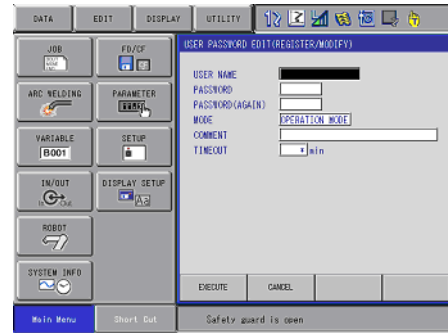 DATA EDIT DISPLAY UTILITY
JOB
FD/CF
ARC WELDING
PARAMETER
VARIABLE
B001
SETUP
IN/OUT
In Out
DISPLAY SETUP
ROBOT
SYSTEM INFO
USER PASSWORD EDIT(REGISTER/MODIFY)
USER NAME
PASSWORD
PASSWORD(AGAIN)
MODE OPERATION MODE
COMMENT
TIMEOUT * min
EXECUTE CANCEL
Main Menu Short Cut Safety guard is open